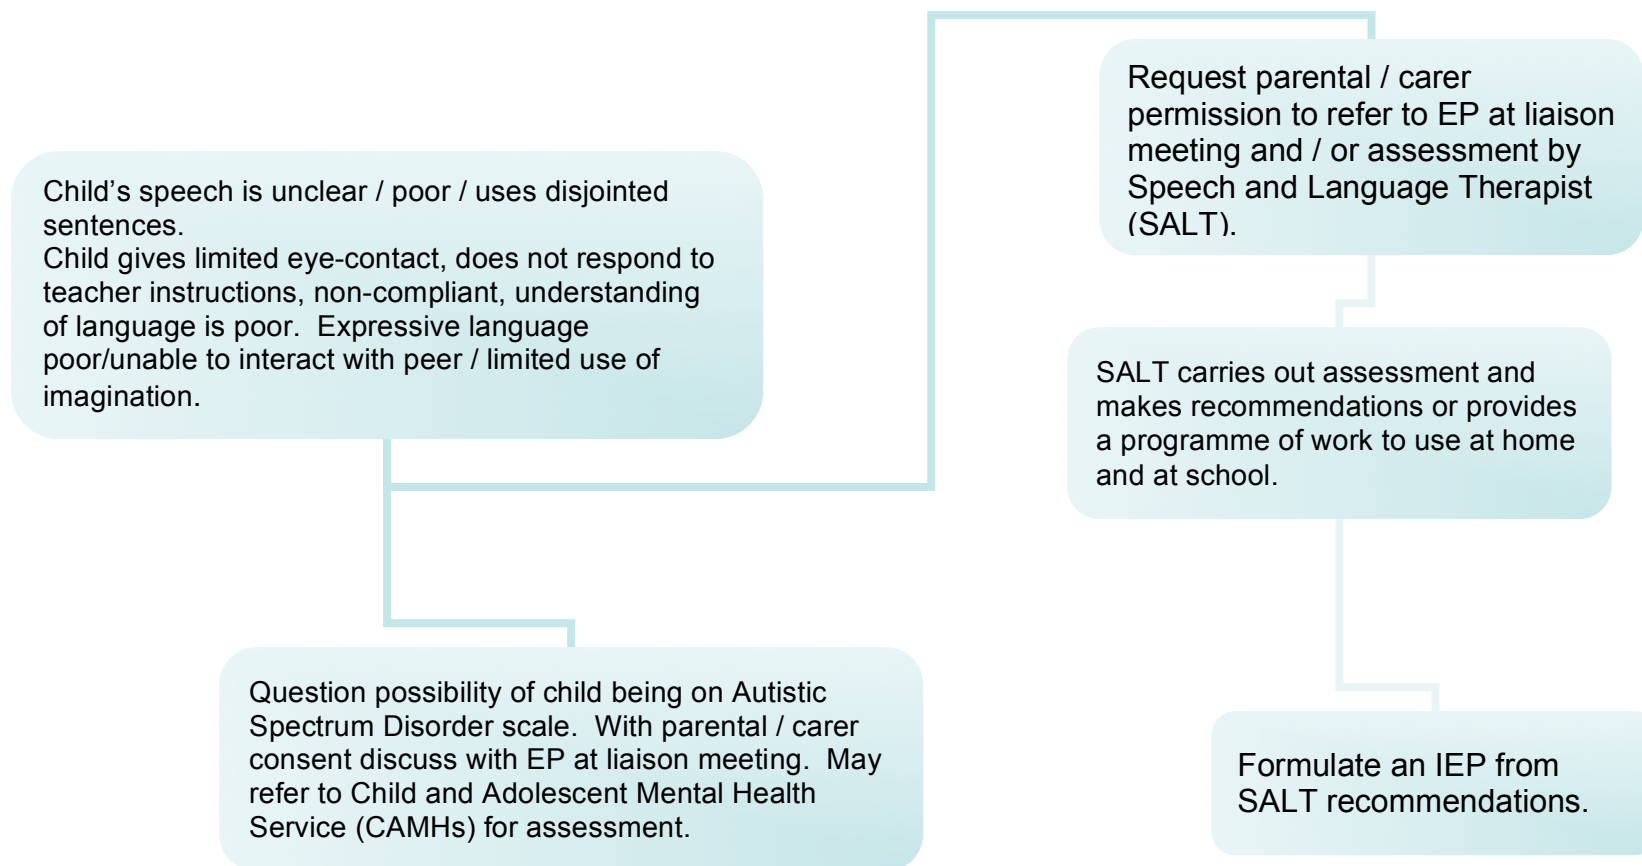 Child’s speech is unclear / poor / uses disjointed
sentences.
Child gives limited eye-contact, does not respond to
teacher instructions, non-compliant, understanding
of language is poor.  Expressive language
poor/unable to interact with peer / limited use of
imagination.
Request parental / carer
permission to refer to EP at liaison
meeting and / or assessment by
Speech and Language Therapist
(SALT).
SALT carries out assessment and
makes recommendations or provides
a programme of work to use at home
and at school.
Question possibility of child being on Autistic
Spectrum Disorder scale.  With parental / carer
consent discuss with EP at liaison meeting.  May
refer to Child and Adolescent Mental Health
Service (CAMHs) for assessment.
Formulate an IEP from
SALT recommendations.